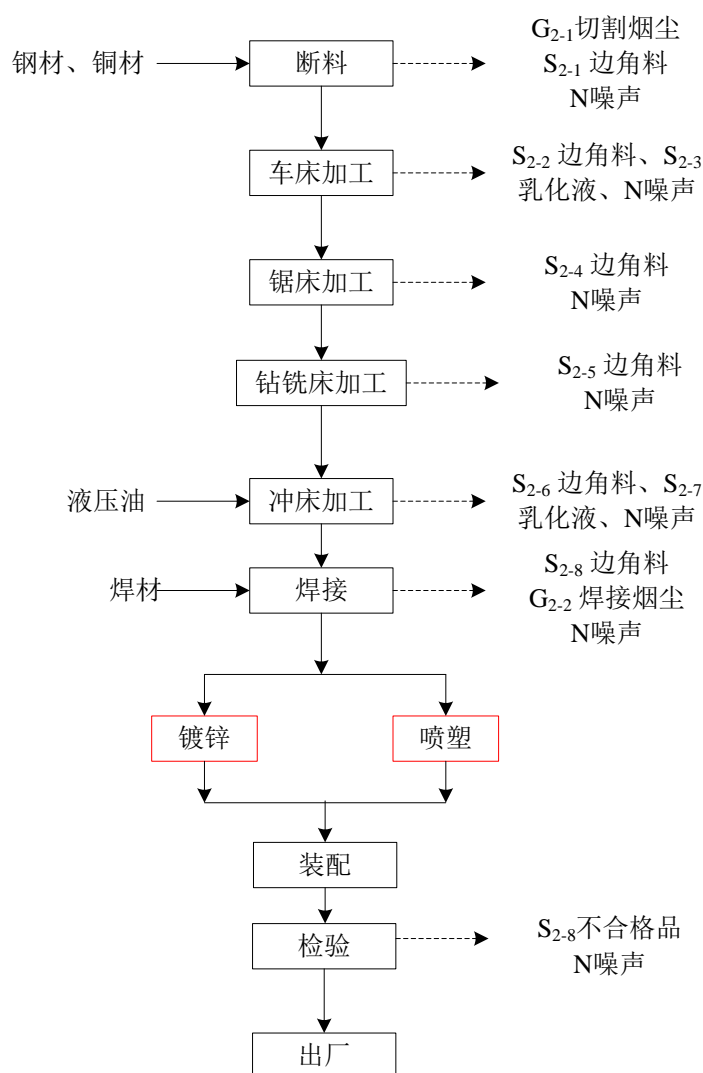 G2-1切割烟尘
钢材、铜材
断料
S2-1 边角料
N噪声
车床加工
S2-2 边角料、S2-3
乳化液、N噪声
锯床加工
S2-4 边角料
N噪声
钻铣床加工
S2-5 边角料
N噪声
液压油
冲床加工
S2-6 边角料、S2-7
乳化液、N噪声
焊材
焊接
S2-8 边角料
G2-2 焊接烟尘
N噪声
镀锌
喷塑
装配
检验
S2-8不合格品
N噪声
出厂